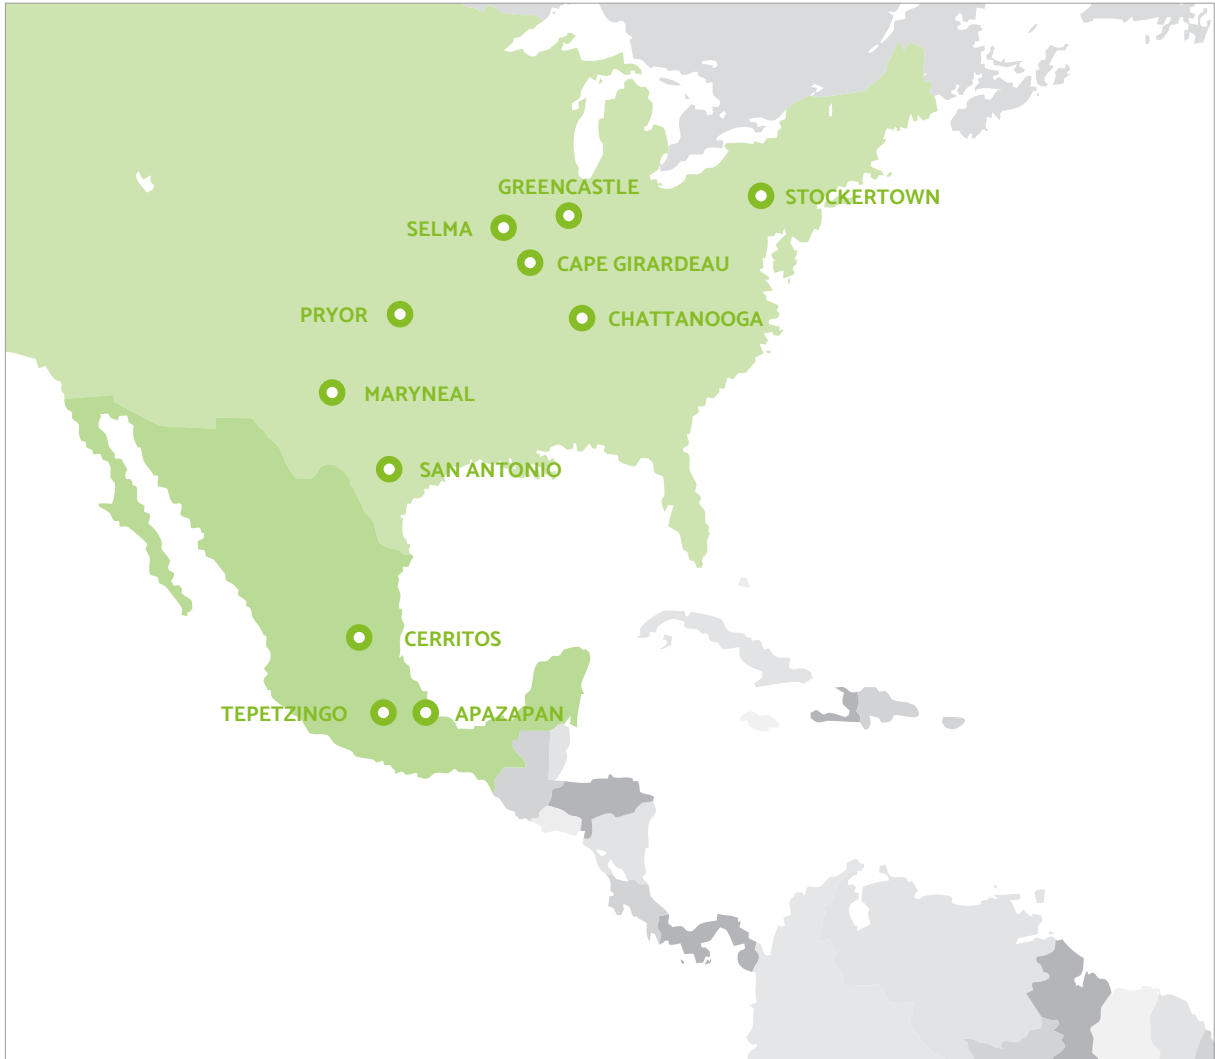 GREENCASTLE
STOCKERTOWN
SELMA
CAPE GIRARDEAU
PRYOR
CHATTANOOGA
MARYNEAL
SAN ANTONIO
CERRITOS
TEPETZINGO
APAZAPAN